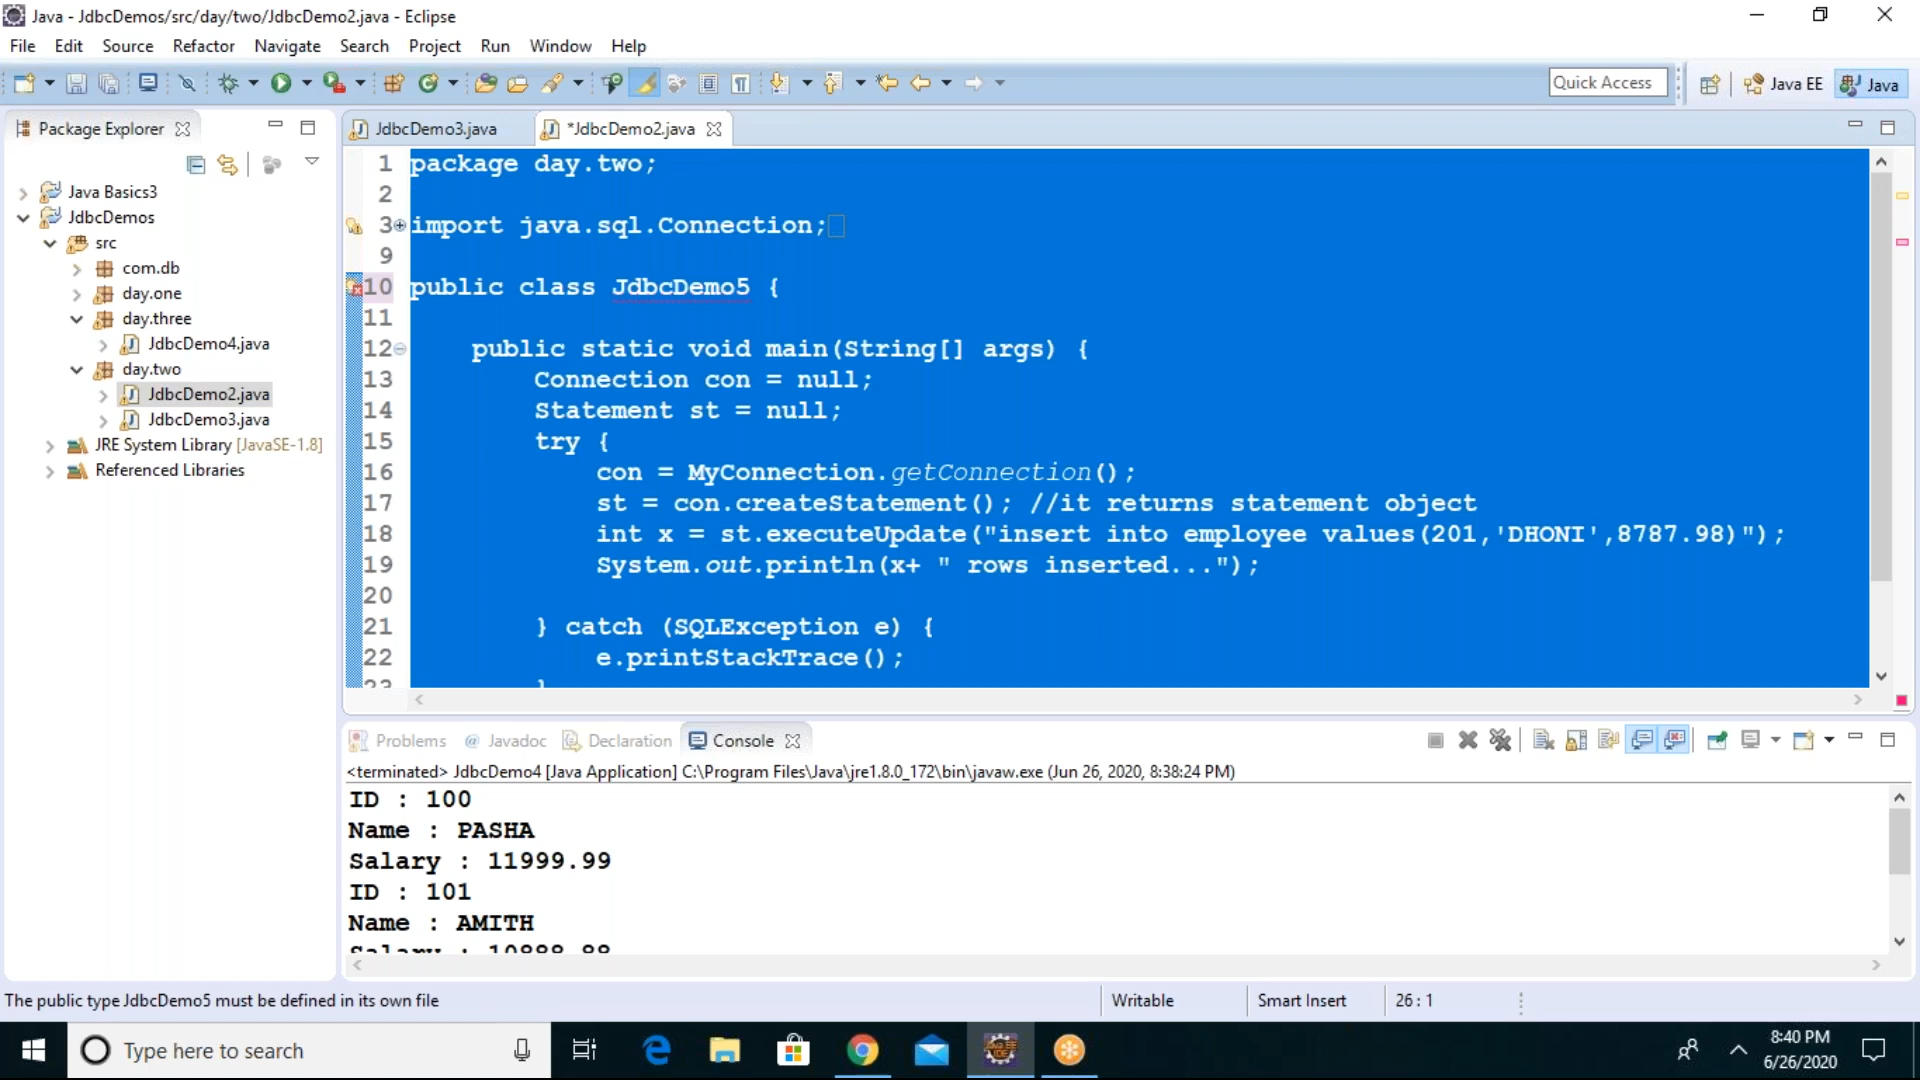 Java - JdbcDemos/src/day/two/JdbcDemo2.java - Eclipse
File Edit Source Refactor Navigate Search Project Run Window Help
Quick Access Java EE Java
Package Explorer
Java Basics3
JdbcDemos
src
com.db
day.one
day.three
JdbcDemo4.java
day.two
JdbcDemo2.java
JdbcDemo3.java
JRE System Library [JavaSE-1.8]
Referenced Libraries
JdbcDemo3.java *JdbcDemo2.java
1 package day.two;
2
3 import java.sql.Connection;
9
10 public class JdbcDemo5 {
11
12 public static void main(String[] args) {
13 Connection con = null;
14 Statement st = null;
15 try {
16 con = MyConnection.getConnection();
17 st = con.createStatement(); //it returns statement object
18 int x = st.executeUpdate("insert into employee values(201,'DHONI',8787.98)");
19 System.out.println(x+ " rows inserted...");
20
21 } catch (SQLException e) {
22 e.printStackTrace();
23 }
Problems @ Javadoc Declaration Console
<terminated> JdbcDemo4 [Java Application] C:\Program Files\Java\jre1.8.0_172\bin\javaw.exe (Jun 26, 2020, 8:38:24 PM)
ID : 100
Name : PASHA
Salary : 11999.99
ID : 101
Name : AMITH
Salary : 10888.88
The public type JdbcDemo5 must be defined in its own file
Writable Smart Insert 26 : 1
Type here to search
8:40 PM
6/26/2020